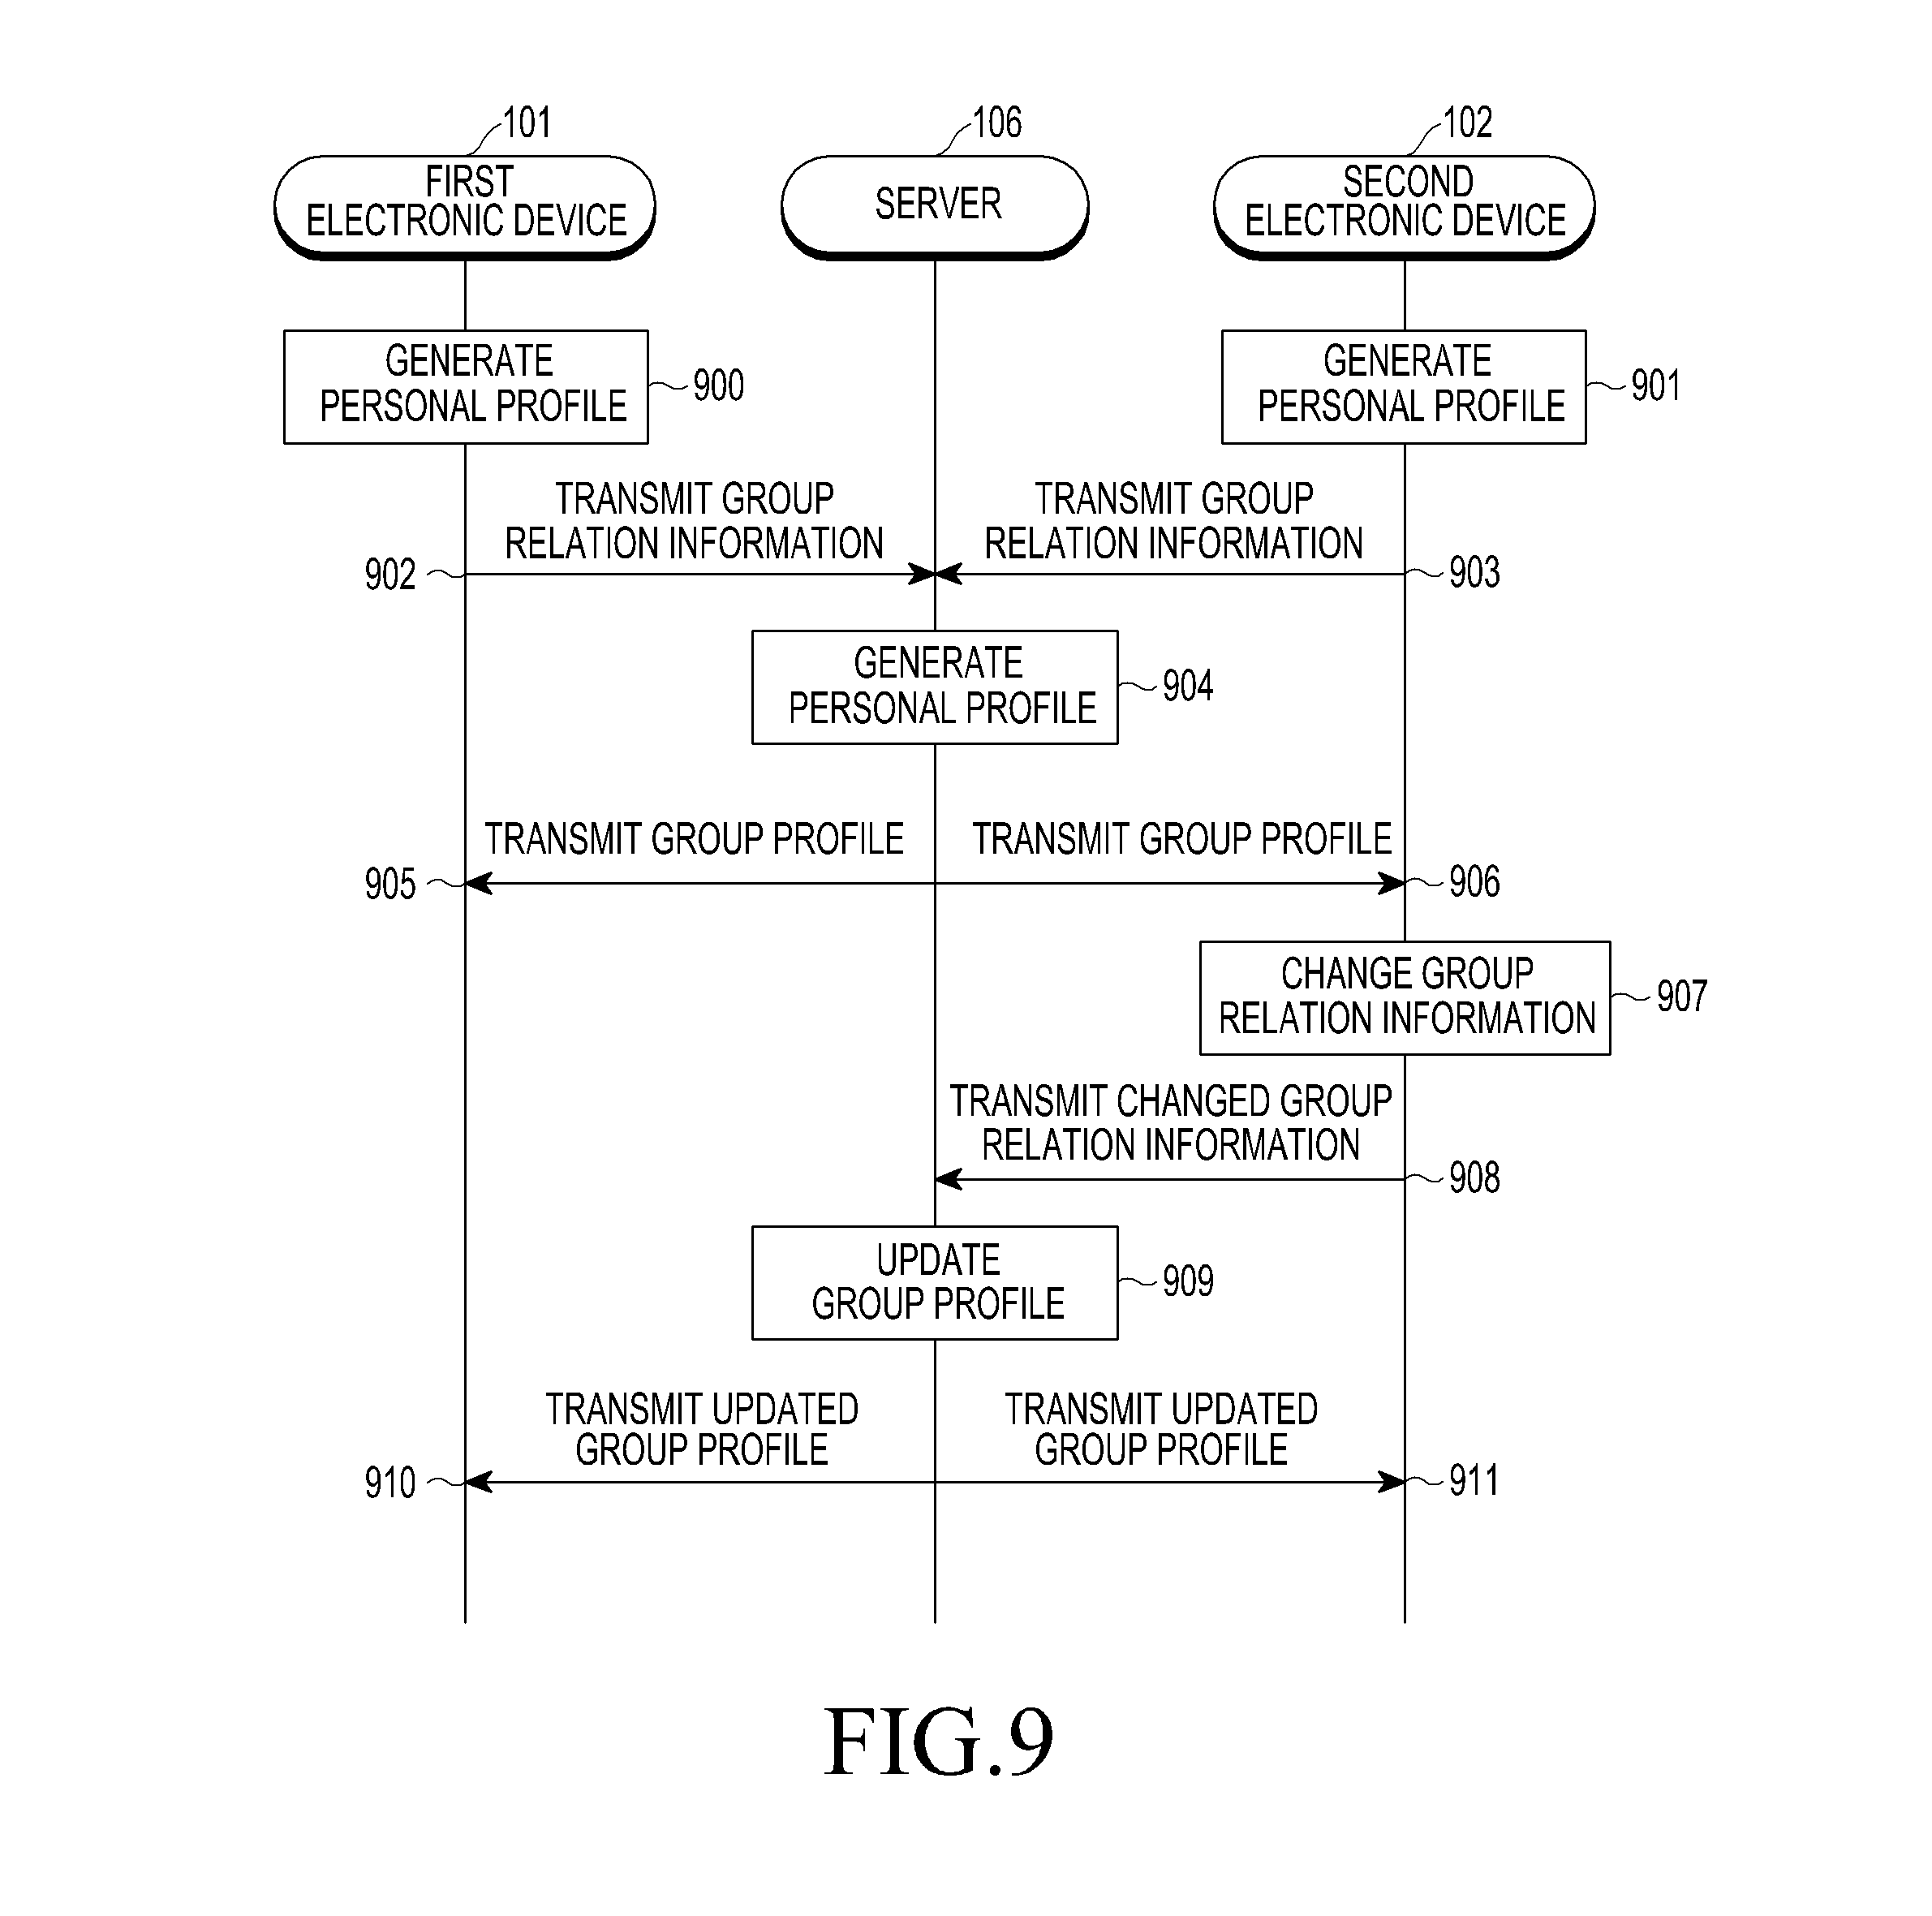 101
106
102
FIRST
ELECTRONIC DEVICE
SERVER
SECOND
ELECTRONIC DEVICE
GENERATE
PERSONAL PROFILE
900
GENERATE
PERSONAL PROFILE
901
TRANSMIT GROUP
RELATION INFORMATION
TRANSMIT GROUP
RELATION INFORMATION
902
903
GENERATE
PERSONAL PROFILE
904
TRANSMIT GROUP PROFILE
TRANSMIT GROUP PROFILE
905
906
CHANGE GROUP
RELATION INFORMATION
907
TRANSMIT CHANGED GROUP
RELATION INFORMATION
908
UPDATE
GROUP PROFILE
909
TRANSMIT UPDATED
GROUP PROFILE
TRANSMIT UPDATED
GROUP PROFILE
910
911
FIG.9